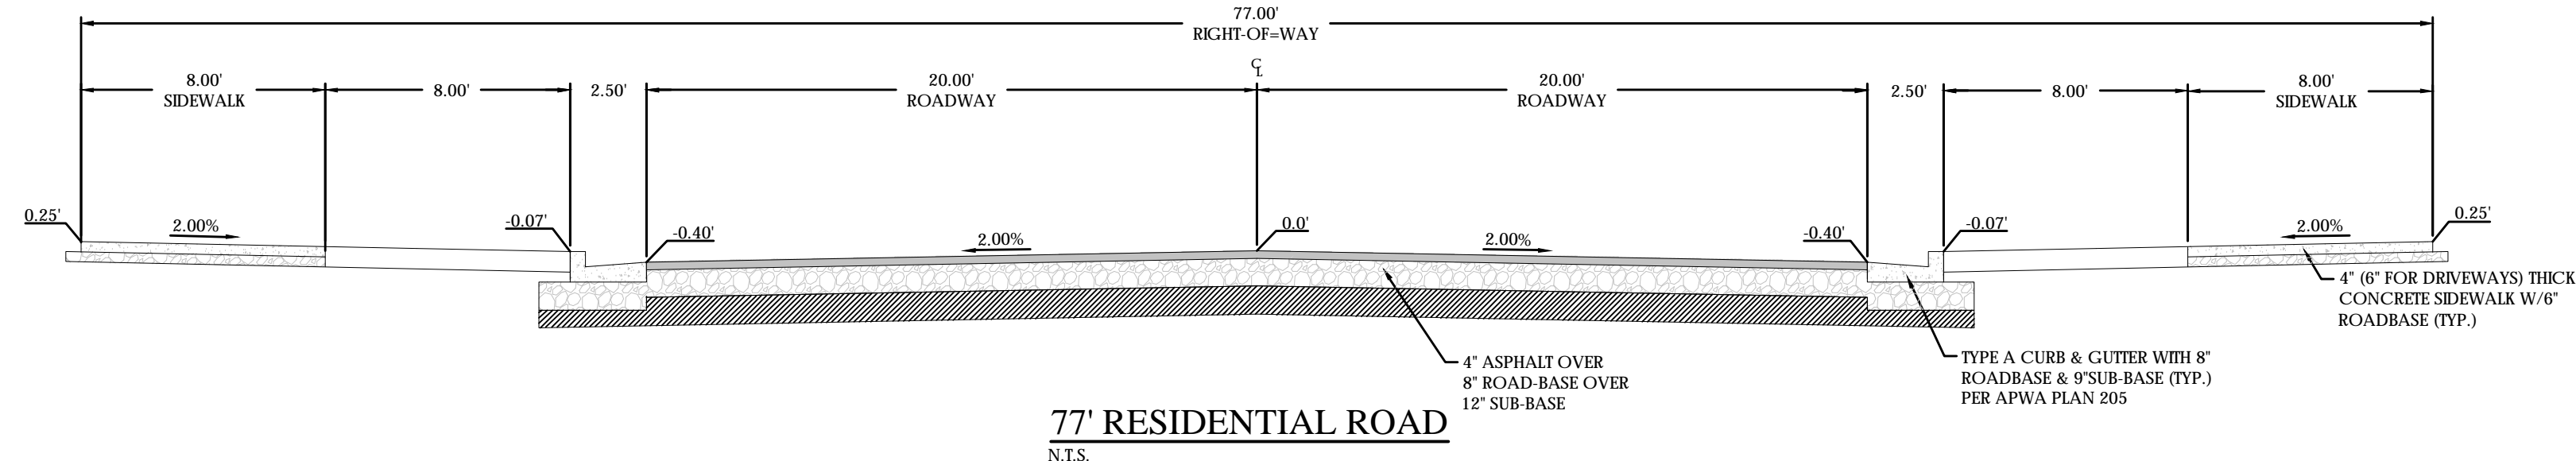 77.00'
RIGHT-OF=WAY
℄
8.00'
SIDEWALK
8.00'
2.50'
20.00'
ROADWAY
20.00'
ROADWAY
2.50'
8.00'
8.00'
SIDEWALK
0.25'
2.00%
-0.07'
-0.40'
2.00%
0.0'
2.00%
-0.40'
-0.07'
2.00%
0.25'
4" (6" FOR DRIVEWAYS) THICK
CONCRETE SIDEWALK W/6"
ROADBASE (TYP.)
4" ASPHALT OVER
8" ROAD-BASE OVER
12" SUB-BASE
TYPE A CURB & GUTTER WITH 8"
ROADBASE & 9"SUB-BASE (TYP.)
PER APWA PLAN 205
77' RESIDENTIAL ROAD
N.T.S.